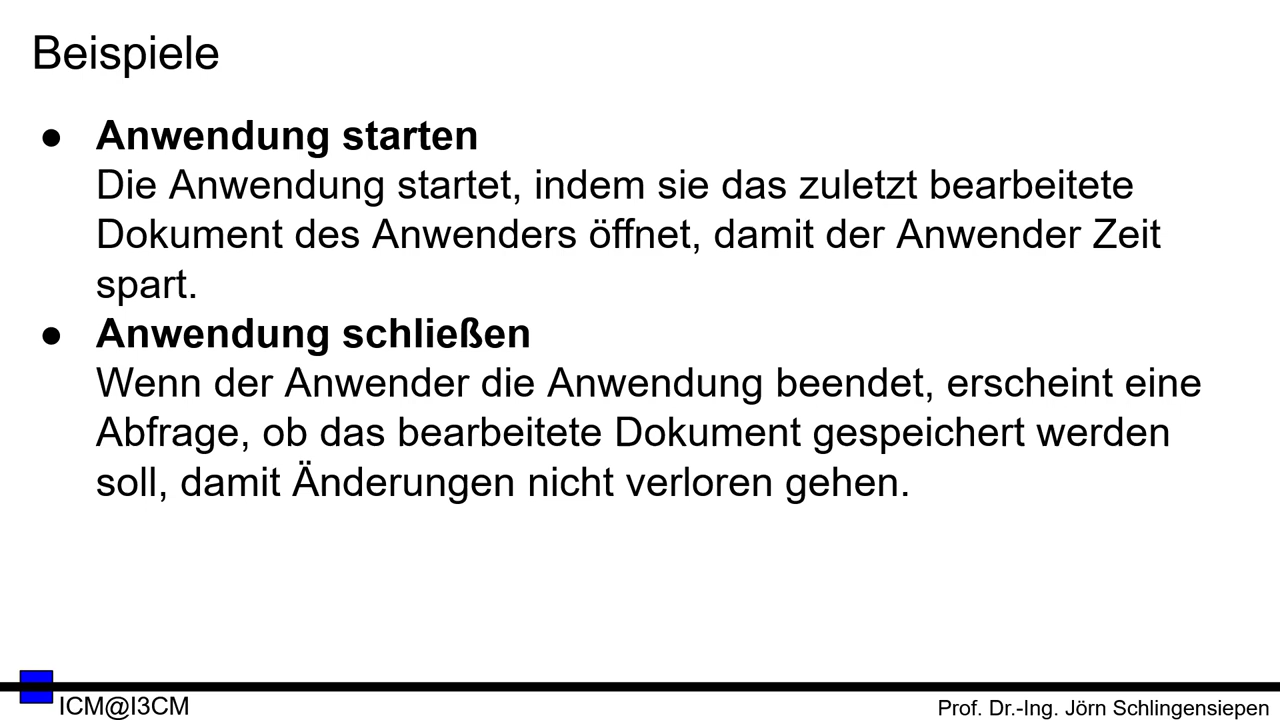 Beispiele
● Anwendung starten
Die Anwendung startet, indem sie das zuletzt bearbeitete
Dokument des Anwenders öffnet, damit der Anwender Zeit
spart.
● Anwendung schließen
Wenn der Anwender die Anwendung beendet, erscheint eine
Abfrage, ob das bearbeitete Dokument gespeichert werden
soll, damit Änderungen nicht verloren gehen.
ICM@I3CM
Prof. Dr.-Ing. Jörn Schlingensiepen